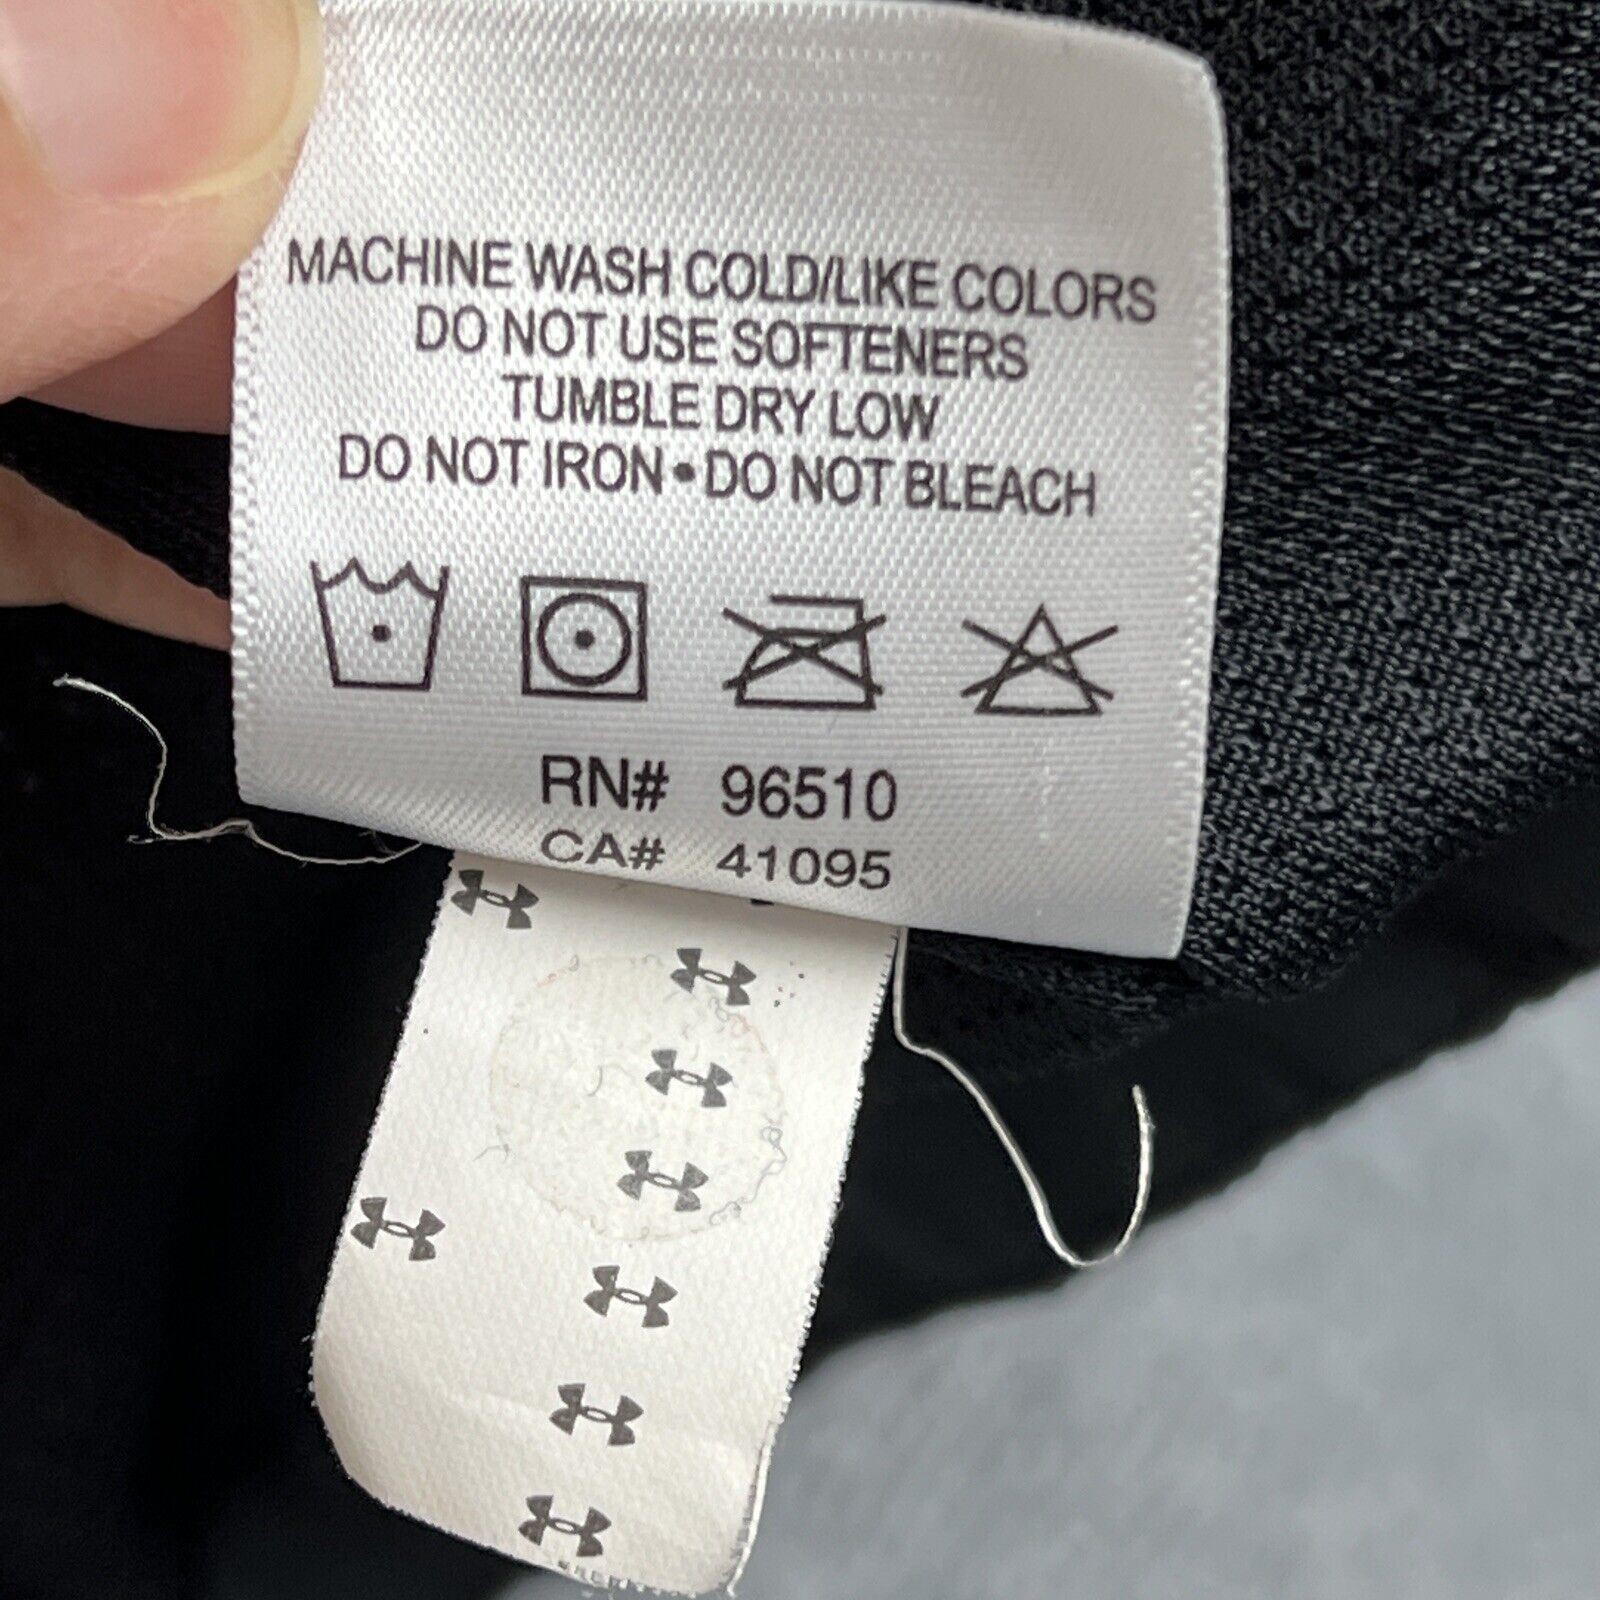 MACHINE WASH COLD/LIKE COLORS
DO NOT USE SOFTENERS
TUMBLE DRY LOW
DO NOT IRON•DO NOT BLEACH
RN# 96510
CA# 41095